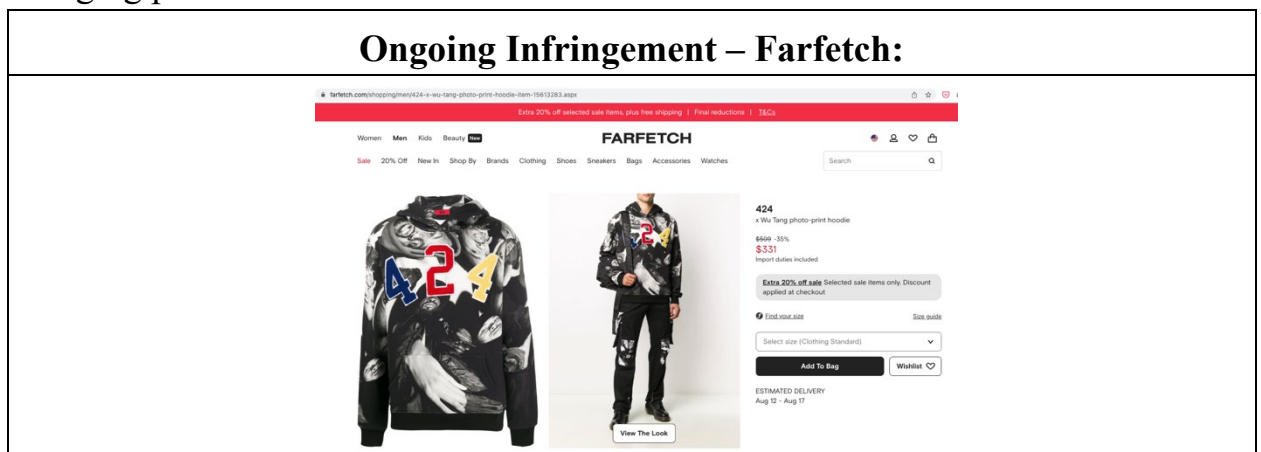 Ongoing Infringement – Farfetch:
farfetch.com/shopping/men/424-x-wu-tang-photo-print-hoodie-item-15613283.aspx
Extra 20% off selected sale items, plus free shipping | Final reductions | T&Cs
Women Men Kids Beauty New
FARFETCH
Sale 20% Off New In Shop By Brands Clothing Shoes Sneakers Bags Accessories Watches
Search
424
424
424
x Wu Tang photo-print hoodie
$509 -35%
$331
Import duties included
Extra 20% off sale Selected sale items only. Discount
applied at checkout
Find your size Size guide
Select size (Clothing Standard)
Add To Bag Wishlist
ESTIMATED DELIVERY
Aug 12 - Aug 17
View The Look